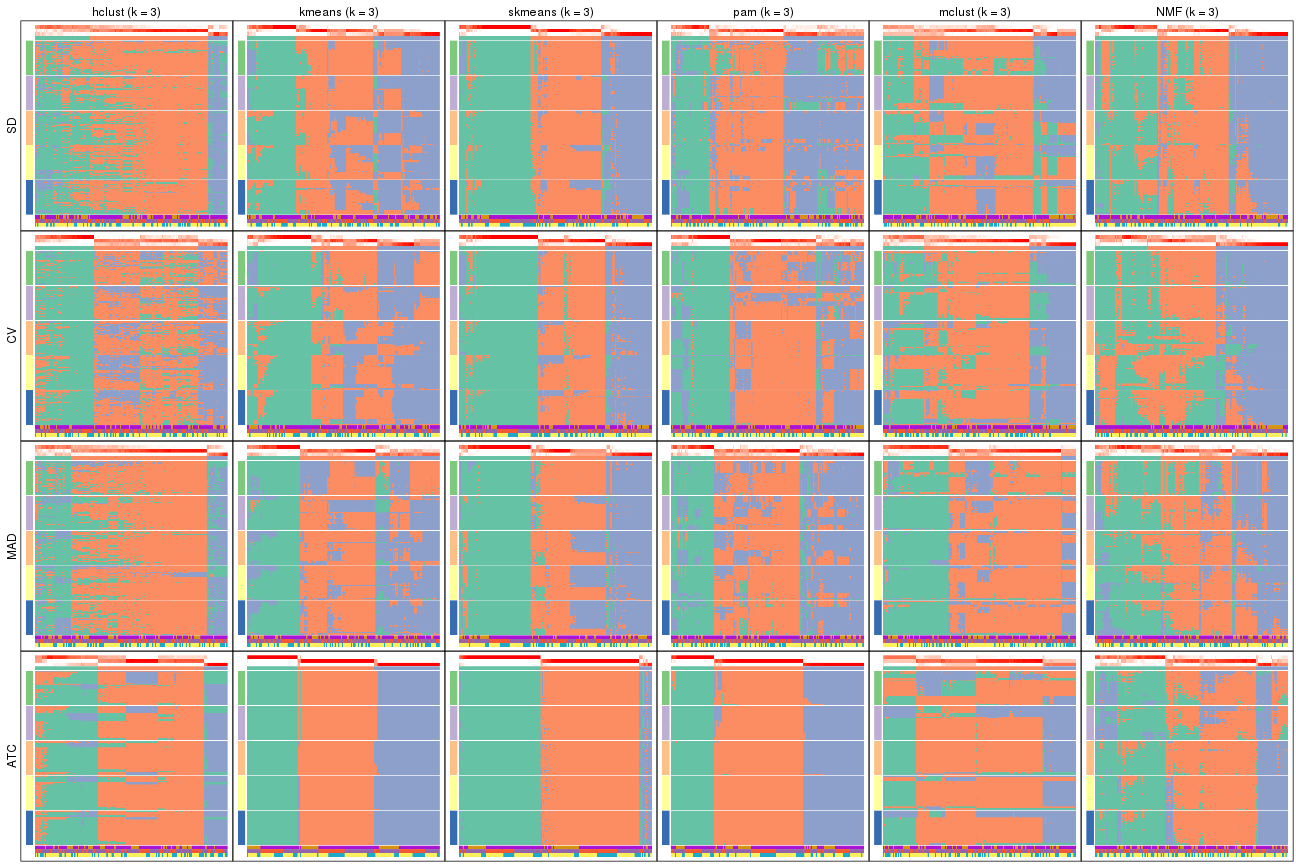 hclust (k = 3)
kmeans (k = 3)
skmeans (k = 3)
pam (k = 3)
mclust (k = 3)
NMF (k = 3)
SD
CV
MAD
ATC